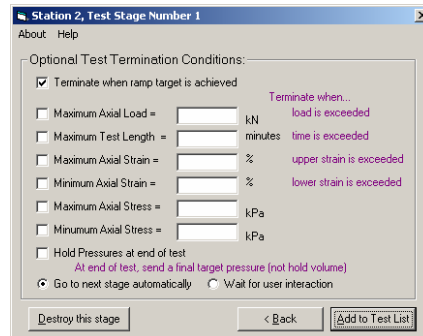 Station 2, Test Stage Number 1
About Help
Optional Test Termination Conditions:
Terminate when ramp target is achieved
Terminate when...
Maximum Axial Load = kN load is exceeded
Maximum Test Length = minutes time is exceeded
Maximum Axial Strain = % upper strain is exceeded
Minimum Axial Strain = % lower strain is exceeded
Maximum Axial Stress = kPa
Minumum Axial Stress = kPa
Hold Pressures at end of test
At end of test, send a final target pressure (not hold volume)
Go to next stage automatically Wait for user interaction
Destroy this stage < Back Add to Test List